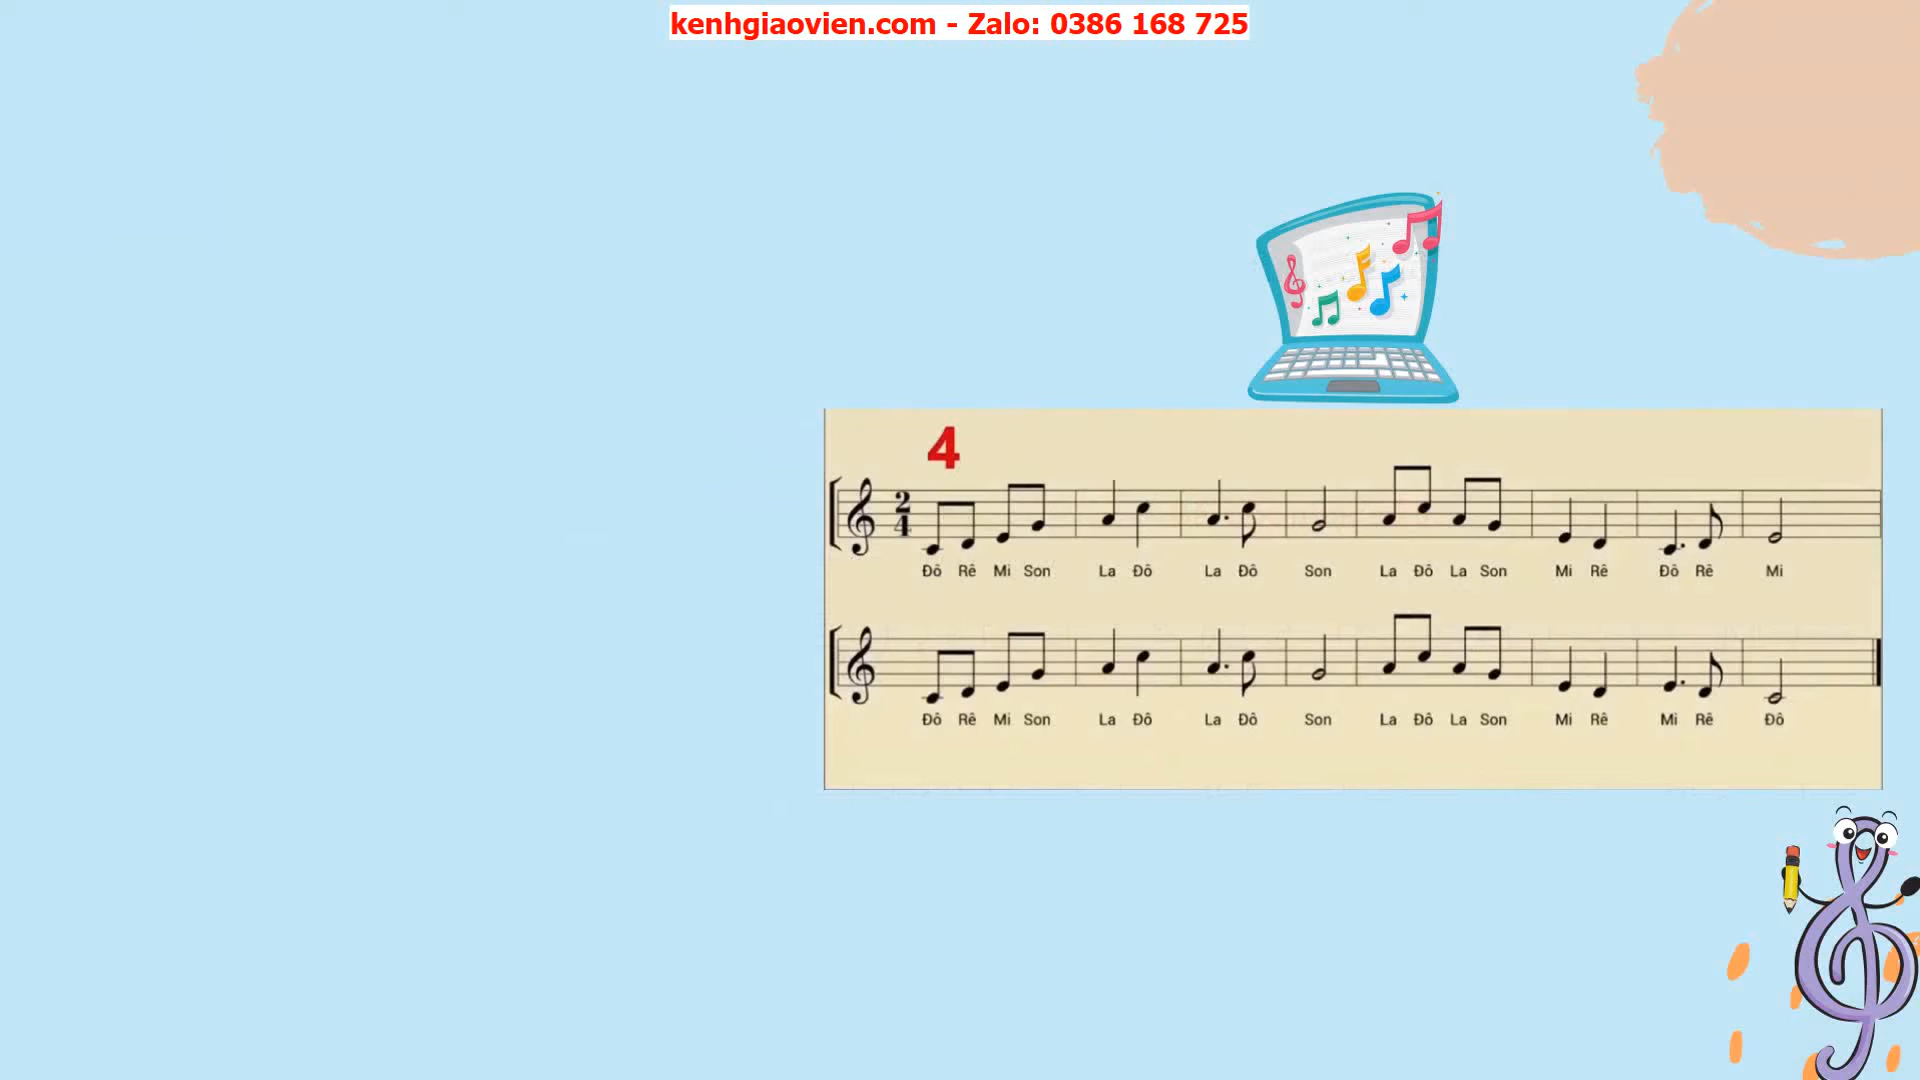 kenhgiaovien.com - Zalo: 0386 168 725
4
2
4
Đô Rê Mi Son La Đô La Đô Son La Đô La Son Mi Rê Đô Rê Mi
Đô Rê Mi Son La Đô La Đô Son La Đô La Son Mi Rê Mi Rê Đô